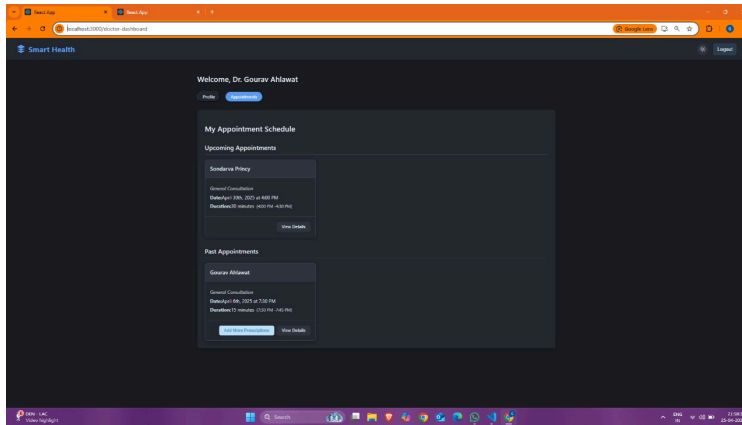 React App
React App
localhost:3000/doctor-dashboard
Google Lens
Smart Health
Logout
Welcome, Dr. Gourav Ahlawat
Profile
Appointments
My Appointment Schedule
Upcoming Appointments
Sondarva Princy
General Consultation
Date:April 30th, 2025 at 4:00 PM
Duration:30 minutes (4:00 PM -4:30 PM)
View Details
Past Appointments
Gourav Ahlawat
General Consultation
Date:April 6th, 2025 at 7:30 PM
Duration:15 minutes (7:30 PM -7:45 PM)
Add More Prescriptions
View Details
DEN - LAC
Video highlight
Search
ENG
IN